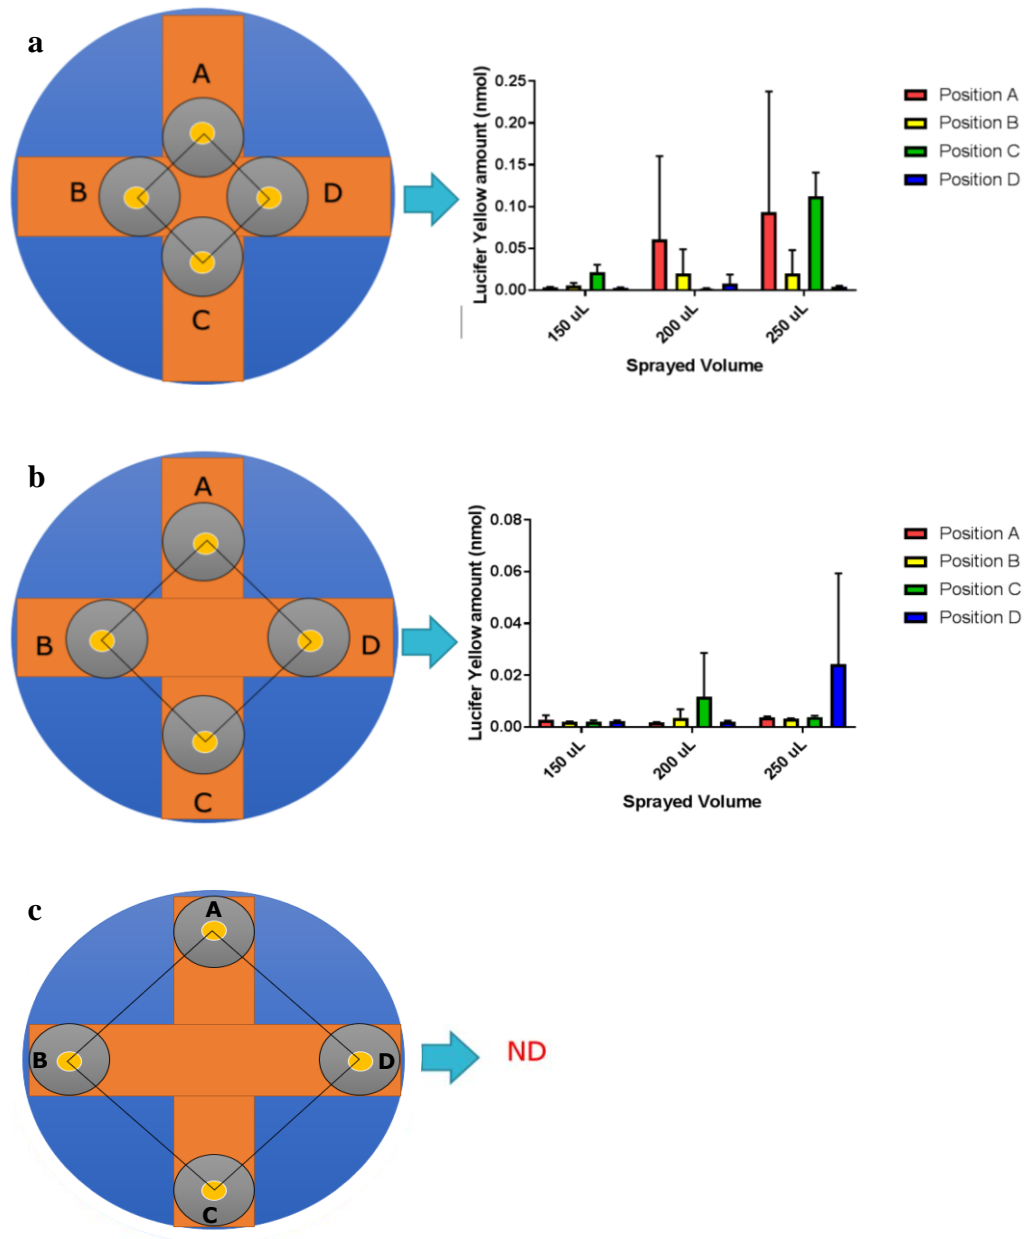 a
A
B
D
C
Lucifer Yellow amount (nmol)
0.25
0.20
0.15
0.10
0.05
0.00
150 uL
200 uL
250 uL
Sprayed Volume
Position A
Position B
Position C
Position D
b
A
B
D
C
Lucifer Yellow amount (nmol)
0.08
0.06
0.04
0.02
0.00
150 uL
200 uL
250 uL
Sprayed Volume
Position A
Position B
Position C
Position D
c
A
B
D
C
ND